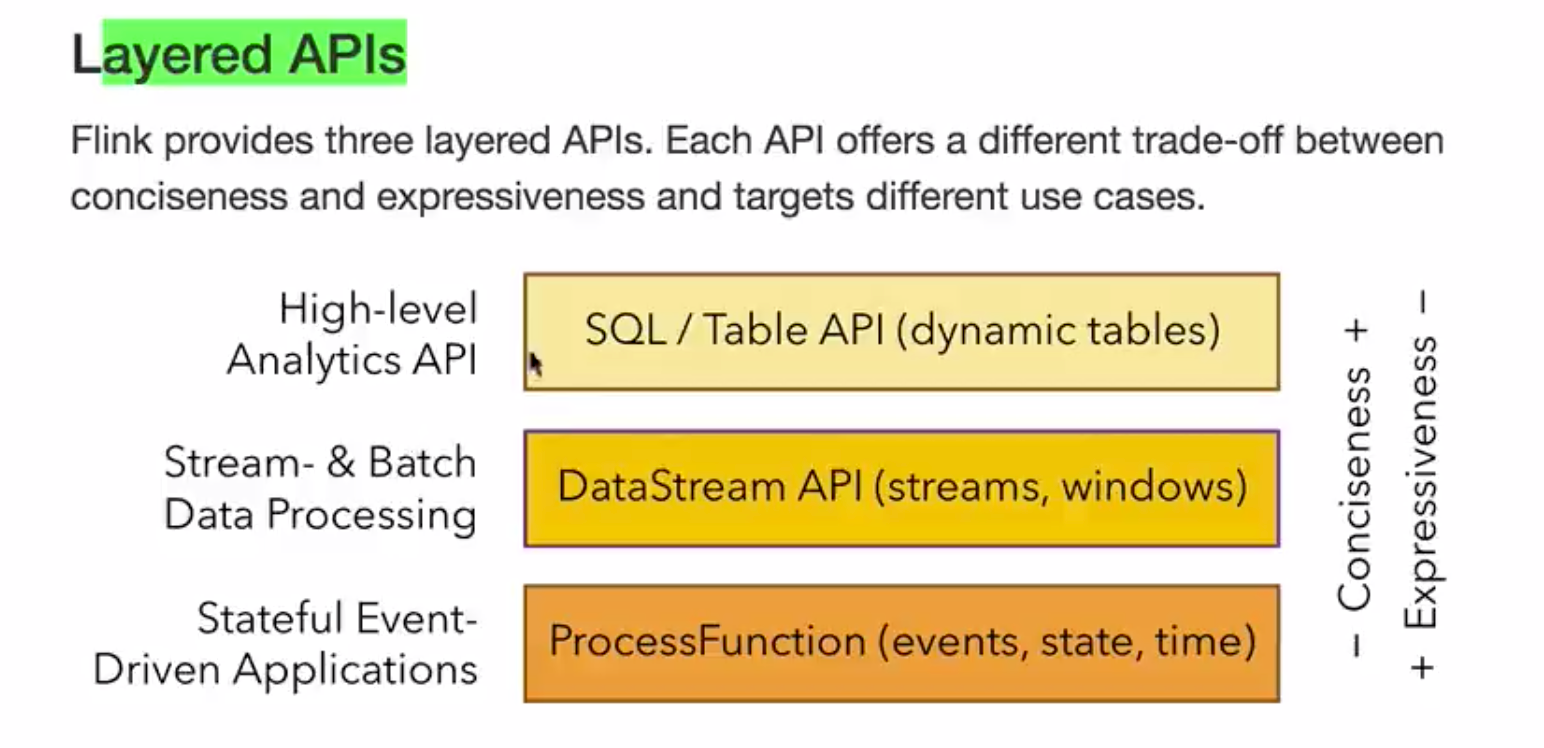 Layered APIs
Flink provides three layered APIs. Each API offers a different trade-off between
conciseness and expressiveness and targets different use cases.
High-level
Analytics API
SQL / Table API (dynamic tables)
Stream- & Batch
Data Processing
DataStream API (streams, windows)
Stateful Event-
Driven Applications
ProcessFunction (events, state, time)
− Conciseness +
+ Expressiveness −